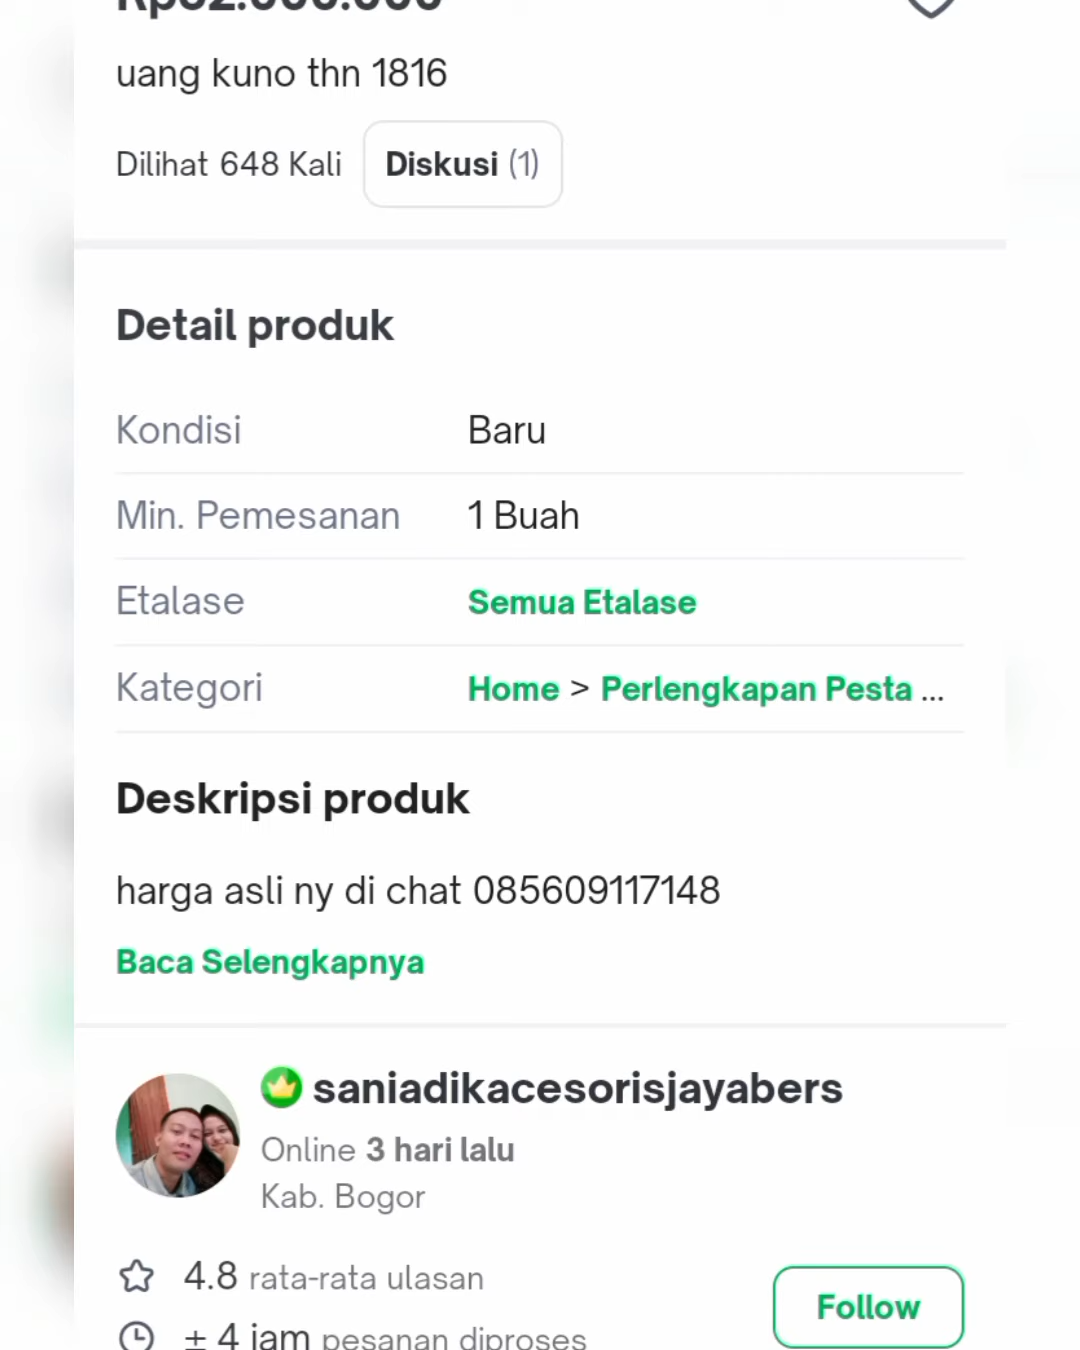 uang kuno thn 1816
Dilihat 648 Kali Diskusi (1)
Detail produk
Kondisi Baru
Min. Pemesanan 1 Buah
Etalase Semua Etalase
Kategori Home > Perlengkapan Pesta ...
Deskripsi produk
harga asli ny di chat 085609117148
Baca Selengkapnya
saniadikacesorisjayabers
Online 3 hari lalu
Kab. Bogor
4.8 rata-rata ulasan
Follow
± 4 jam pesanan diproses